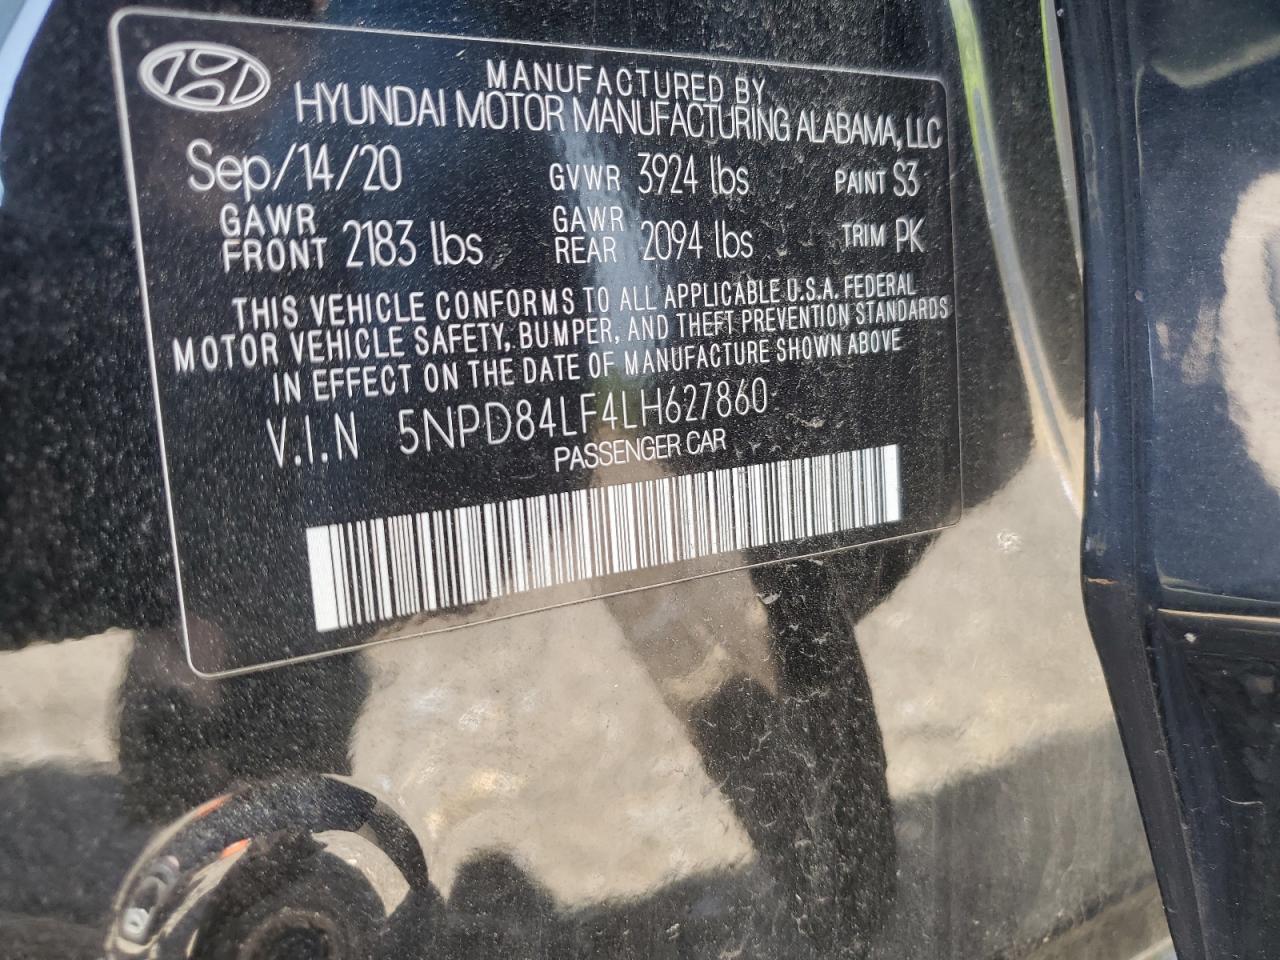 MANUFACTURED BY
HYUNDAI MOTOR MANUFACTURING ALABAMA, LLC
Sep/14/20 GVWR 3924 lbs PAINT S3
GAWR FRONT 2183 lbs GAWR REAR 2094 lbs TRIM PK
THIS VEHICLE CONFORMS TO ALL APPLICABLE U.S.A. FEDERAL
MOTOR VEHICLE SAFETY, BUMPER, AND THEFT PREVENTION STANDARDS
IN EFFECT ON THE DATE OF MANUFACTURE SHOWN ABOVE
V.I.N 5NPD84LF4LH627860
PASSENGER CAR